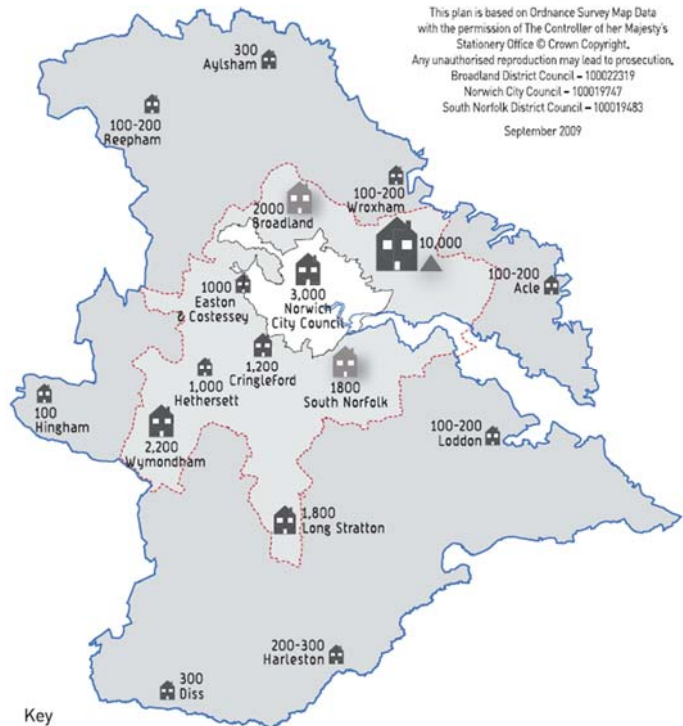 This plan is based on Ordnance Survey Map Data
with the permission of The Controller of her Majesty's
Stationery Office © Crown Copyright.
Any unauthorised reproduction may lead to prosecution.
Broadland District Council – 100022319
Norwich City Council – 100019747
South Norfolk District Council – 100019483
September 2009
300
Aylsham
100-200
Reepham
100-200
Wroxham
2000
Broadland
10,000
100-200
Acle
1000
Easton
& Costessey
3,000
Norwich
City Council
1,200
Cringleford
1,000
Hethersett
1800
South Norfolk
100
Hingham
2,200
Wymondham
100-200
Loddon
1,800
Long Stratton
200-300
Harleston
300
Diss
Key